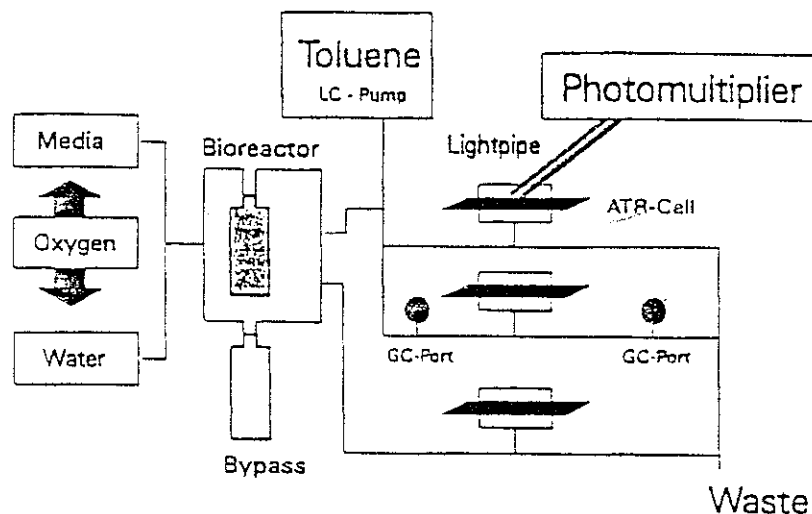 Toluene
LC - Pump
Photomultiplier
Media
Bioreactor
Lightpipe
ATR-Cell
Oxygen
Water
GC-Port
GC-Port
Bypass
Waste